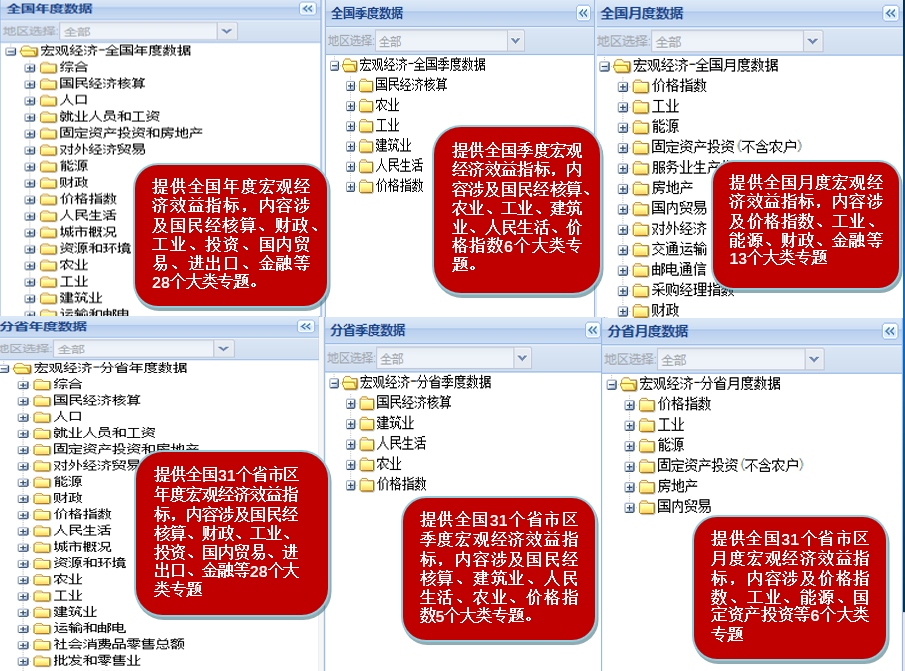 全国年度数据
地区选择: 全部
宏观经济-全国年度数据
综合
国民经济核算
人口
就业人员和工资
固定资产投资和房地产
对外经济贸易
能源
财政
价格指数
人民生活
城市概况
资源和环境
农业
工业
建筑业
运输和邮电
提供全国年度宏观经
济效益指标，内容涉
及国民经核算、财政、
工业、投资、国内贸
易、进出口、金融等
28个大类专题。
全国季度数据
地区选择: 全部
宏观经济-全国季度数据
国民经济核算
农业
工业
建筑业
人民生活
价格指数
提供全国季度宏观
经济效益指标，内
容涉及国民经核算、
农业、工业、建筑
业、人民生活、价
格指数6个大类专
题。
全国月度数据
地区选择: 全部
宏观经济-全国月度数据
价格指数
工业
能源
固定资产投资(不含农户)
服务业生产
房地产
国内贸易
对外经济
交通运输
邮电通信
采购经理指数
财政
提供全国月度宏观经
济效益指标，内容涉
及价格指数、工业、
能源、财政、金融等
13个大类专题
分省年度数据
地区选择: 全部
宏观经济-分省年度数据
综合
国民经济核算
人口
就业人员和工资
固定资产投资和房地产
对外经济贸易
能源
财政
价格指数
人民生活
城市概况
资源和环境
农业
工业
建筑业
运输和邮电
社会消费品零售总额
批发和零售业
提供全国31个省市区
年度宏观经济效益指
标，内容涉及国民经
核算、财政、工业、
投资、国内贸易、进
出口、金融等28个大
类专题
分省季度数据
地区选择: 全部
宏观经济-分省季度数据
国民经济核算
建筑业
人民生活
农业
价格指数
提供全国31个省市区
季度宏观经济效益指
标，内容涉及国民经
核算、建筑业、人民
生活、农业、价格指
数5个大类专题。
分省月度数据
地区选择: 全部
宏观经济-分省月度数据
价格指数
工业
能源
固定资产投资(不含农户)
房地产
国内贸易
提供全国31个省市区
月度宏观经济效益指
标，内容涉及价格指
数、工业、能源、国
定资产投资等6个大类
专题